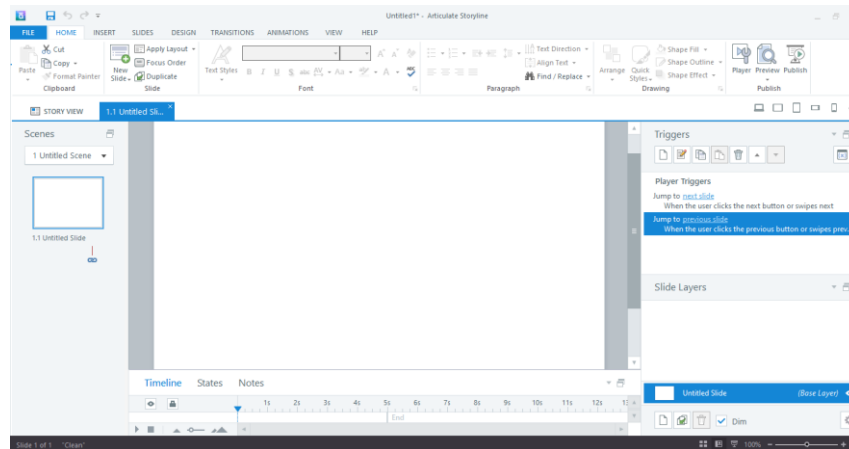 Untitled1* - Articulate Storyline
FILE HOME INSERT SLIDES DESIGN TRANSITIONS ANIMATIONS VIEW HELP
Paste
Cut
Copy
Format Painter
Clipboard
New Slide
Apply Layout
Focus Order
Duplicate
Slide
Text Styles
B I U S abc AV Aa A
Font
Text Direction
Align Text
Find / Replace
Paragraph
Arrange
Quick Styles
Shape Fill
Shape Outline
Shape Effect
Drawing
Player Preview Publish
Publish
STORY VIEW
1.1 Untitled Sli...
Scenes
1 Untitled Scene
1.1 Untitled Slide
Triggers
Player Triggers
Jump to next slide
When the user clicks the next button or swipes next
Jump to previous slide
When the user clicks the previous button or swipes prev...
Slide Layers
Untitled Slide (Base Layer)
Dim
Timeline States Notes
1s 2s 3s 4s 5s 6s 7s 8s 9s 10s 11s 12s
End
Slide 1 of 1 "Clean" 100%